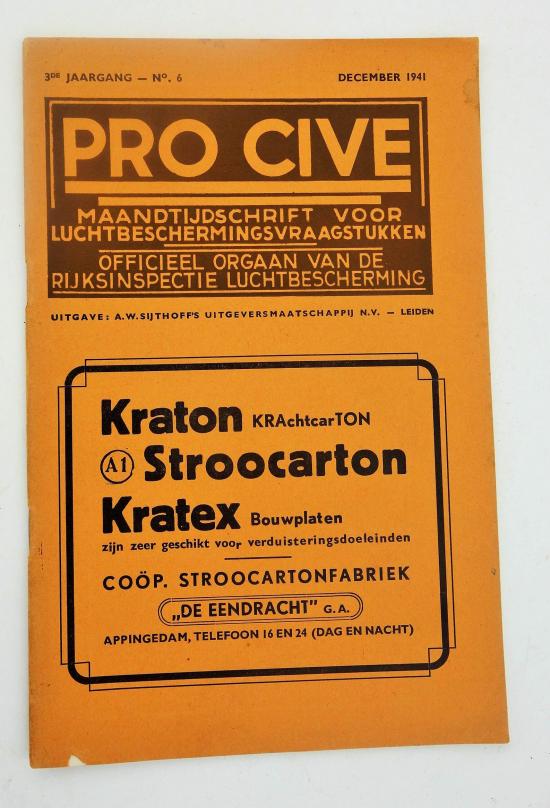 3DE JAARGANG — No. 6 DECEMBER 1941
PRO CIVE
MAANDTIJDSCHRIFT VOOR
LUCHTBESCHERMINGSVRAAGSTUKKEN
OFFICIEEL ORGAAN VAN DE
RIJKSINSPECTIE LUCHTBESCHERMING
UITGAVE: A.W.SIJTHOFF'S UITGEVERSMAATSCHAPPIJ N.V. — LEIDEN
Kraton KRAchtcarTON
A1 Stroocarton
Kratex Bouwplaten
zijn zeer geschikt voor verduisteringsdoeleinden
COÖP. STROOCARTONFABRIEK
„DE EENDRACHT" G.A.
APPINGEDAM, TELEFOON 16 EN 24 (DAG EN NACHT)